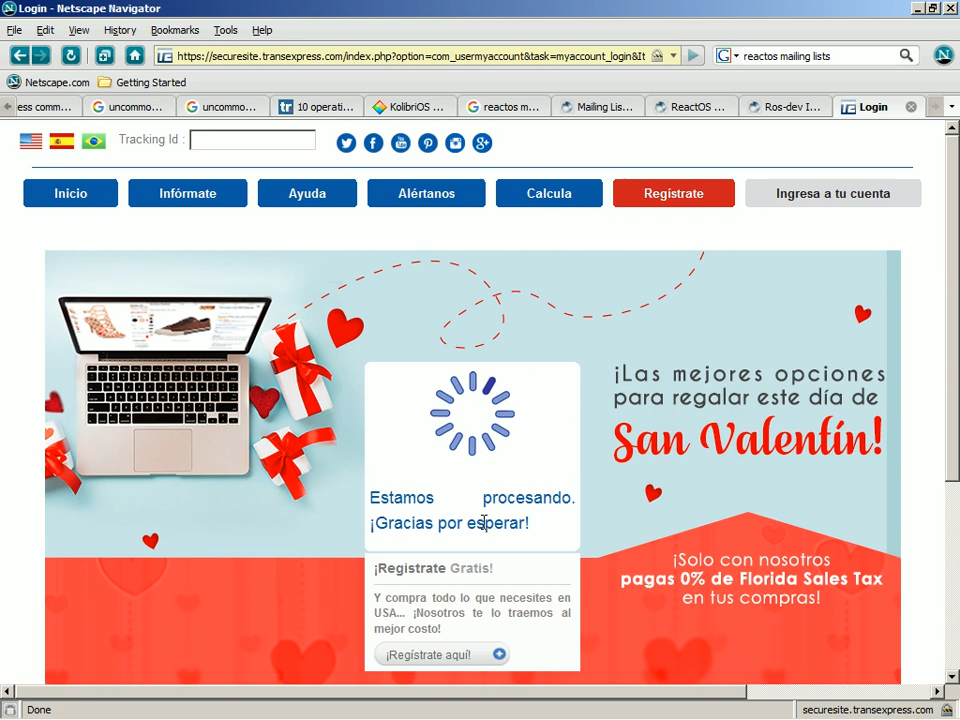 Login - Netscape Navigator
File Edit View History Bookmarks Tools Help
https://securesite.transexpress.com/index.php?option=com_usermyaccount&task=myaccount_login&It
reactos mailing lists
Netscape.com Getting Started
ess comm... uncommo... uncommo... 10 operati... KolibriOS ... reactos m... Mailing Lis... ReactOS ... Ros-dev I... Login
Tracking Id :
Inicio Infórmate Ayuda Alértanos Calcula Regístrate Ingresa a tu cuenta
¡Las mejores opciones
para regalar este día de
San Valentín!
Estamos procesando.
¡Gracias por esperar!
¡Solo con nosotros
pagas 0% de Florida Sales Tax
en tus compras!
¡Registrate Gratis!
Y compra todo lo que necesites en
USA... ¡Nosotros te lo traemos al
mejor costo!
¡Regístrate aquí!
Done securesite.transexpress.com